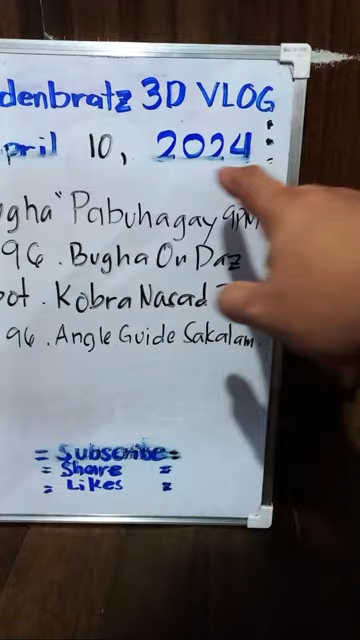 denbratz 3D VLOG
pril 10, 2024
gha" Pabuhagay 9PM
96. Bugha On Daz
ot. Kobra Nasad
96. Angle Guide Sakalam.
= Subscribe =
= Share =
= Likes =